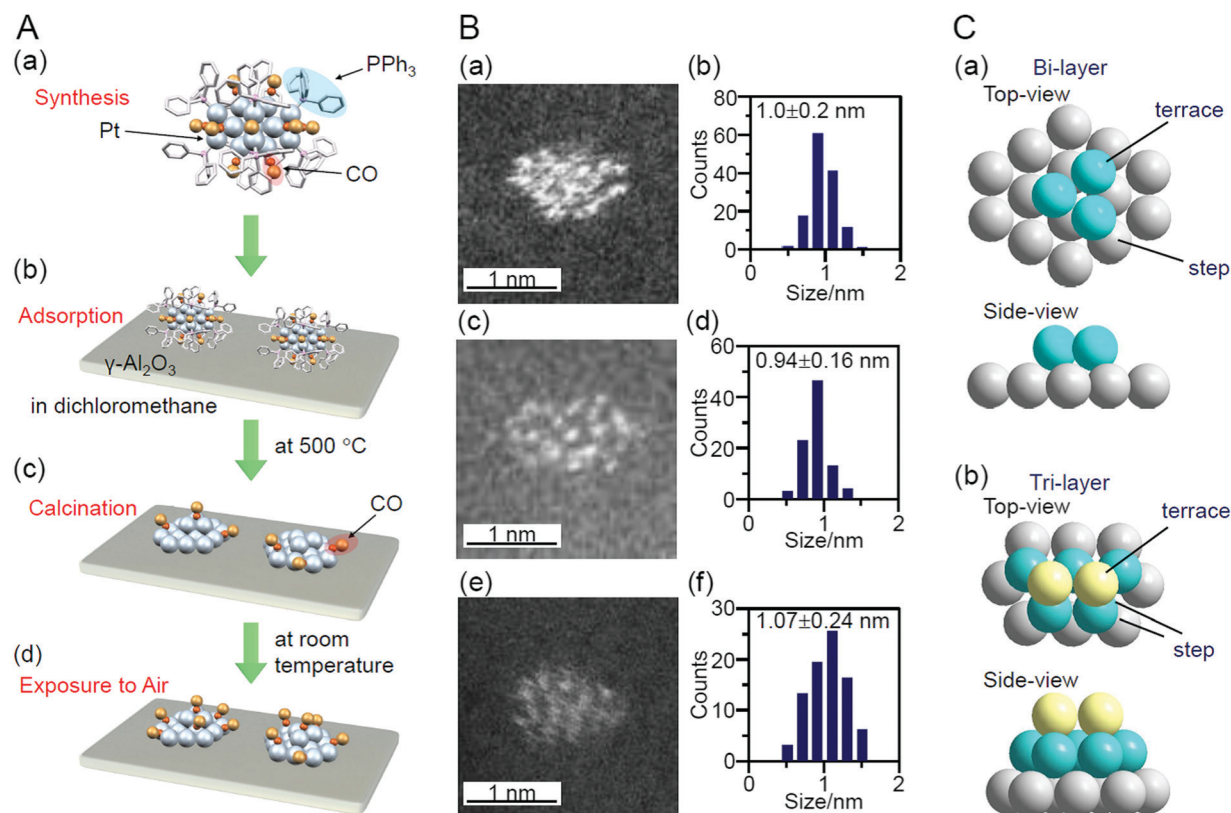 A
(a)
Synthesis
PPh3
Pt
CO
(b)
Adsorption
γ-Al2O3
in dichloromethane
at 500 °C
(c)
Calcination
CO
at room
temperature
(d)
Exposure to Air
B
(a)
1 nm
(b)
1.0±0.2 nm
Counts
80
60
40
20
0
0 1 2
Size/nm
(c)
1 nm
(d)
0.94±0.16 nm
Counts
60
40
20
0
0 1 2
Size/nm
(e)
1 nm
(f)
1.07±0.24 nm
Counts
30
20
10
0
0 1 2
Size/nm
C
(a)
Bi-layer
Top-view
terrace
step
Side-view
(b)
Tri-layer
Top-view
terrace
step
Side-view